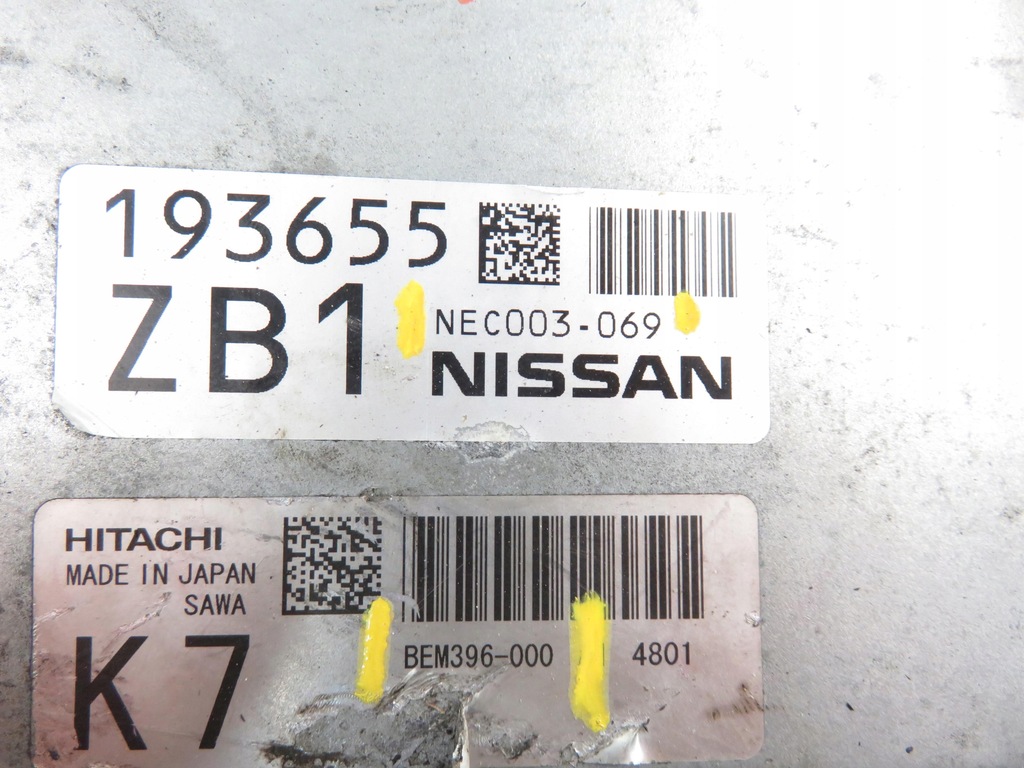 193655
ZB1
NEC003-069
NISSAN
HITACHI
MADE IN JAPAN
SAWA
K7
BEM396-000 4801